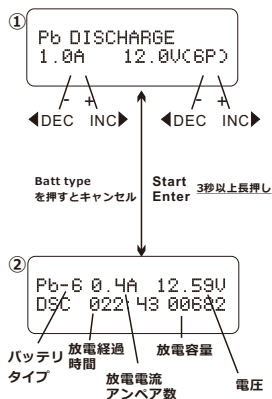 ①
Pb DISCHARGE
1.0A 12.0V(6P)
- +
- +
◀DEC INC▶
◀DEC INC▶
Batt type
を押すとキャンセル
Start
Enter
3秒以上長押し
②
Pb-6 0.4A 12.59V
DSC 022:43 00682
バッテリ
タイプ
放電経過
時間
放電電流
アンペア数
放電容量
電圧